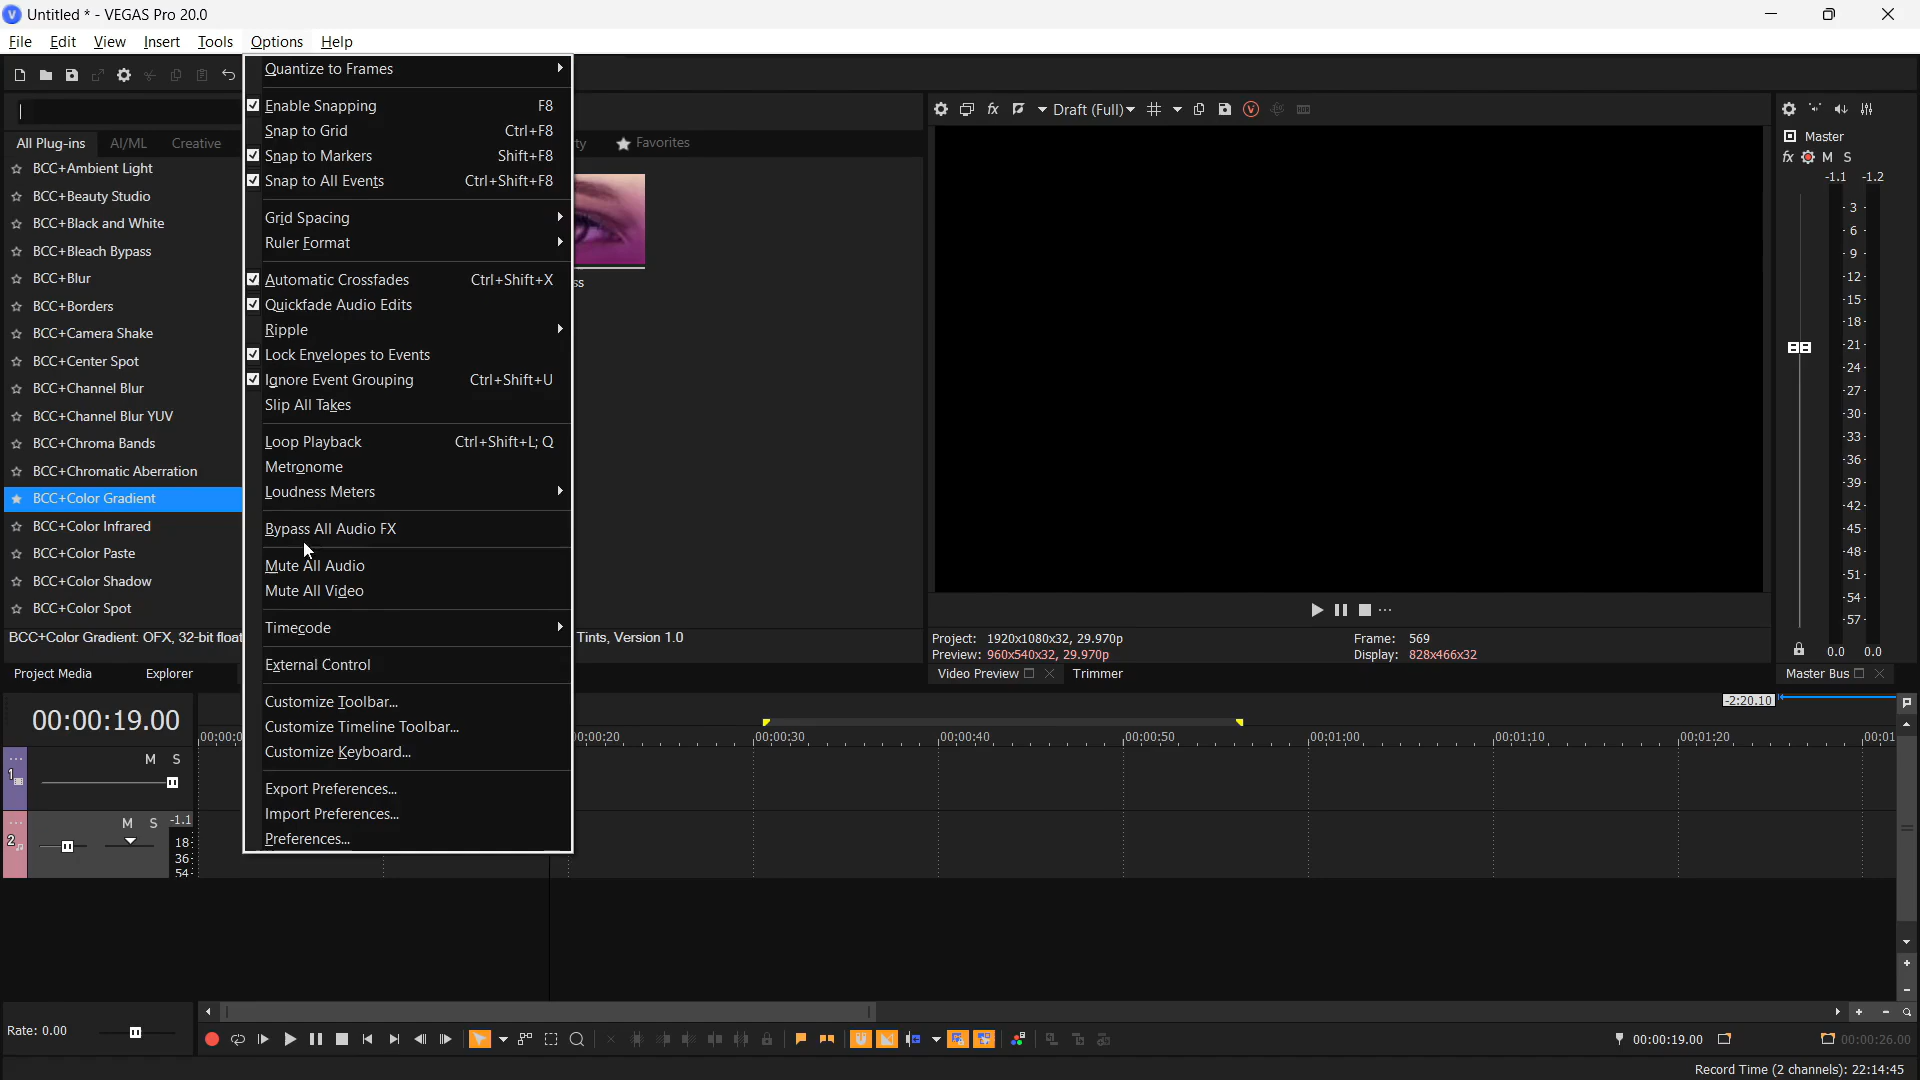 Untitled * - VEGAS Pro 20.0
File Edit View Insert Tools Options Help
All Plug-ins AI/ML Creative
ty Favorites
BCC+Ambient Light
BCC+Beauty Studio
BCC+Black and White
BCC+Bleach Bypass
BCC+Blur
BCC+Borders
BCC+Camera Shake
BCC+Center Spot
BCC+Channel Blur
BCC+Channel Blur YUV
BCC+Chroma Bands
BCC+Chromatic Aberration
BCC+Color Gradient
BCC+Color Infrared
BCC+Color Paste
BCC+Color Shadow
BCC+Color Spot
BCC+Color Gradient: OFX, 32-bit float
Tints, Version 1.0
Project Media Explorer
Quantize to Frames
Enable Snapping F8
Snap to Grid Ctrl+F8
Snap to Markers Shift+F8
Snap to All Events Ctrl+Shift+F8
Grid Spacing
Ruler Format
Automatic Crossfades Ctrl+Shift+X
Quickfade Audio Edits
Ripple
Lock Envelopes to Events
Ignore Event Grouping Ctrl+Shift+U
Slip All Takes
Loop Playback Ctrl+Shift+L; Q
Metronome
Loudness Meters
Bypass All Audio FX
Mute All Audio
Mute All Video
Timecode
External Control
Customize Toolbar...
Customize Timeline Toolbar...
Customize Keyboard...
Export Preferences...
Import Preferences...
Preferences...
ss
fx Draft (Full)
Project: 1920x1080x32, 29.970p
Preview: 960x540x32, 29.970p
Frame: 569
Display: 828x466x32
Video Preview Trimmer
Master
fx M S
-1.1 -1.2
- 3 -
- 6 -
- 9 -
-12-
-15-
-18-
-21-
-24-
-27-
-30-
-33-
-36-
-39-
-42-
-45-
-48-
-51-
-54-
-57-
0.0 0.0
Master Bus
-2:20.10
00:00:19.00
00:00:0 00:00:20 00:00:30 00:00:40 00:00:50 00:01:00 00:01:10 00:01:20 00:01
1 M S
2 M S -1.1
18
36
54
Rate: 0.00
00:00:19.00
00:00:26.00
Record Time (2 channels): 22:14:45